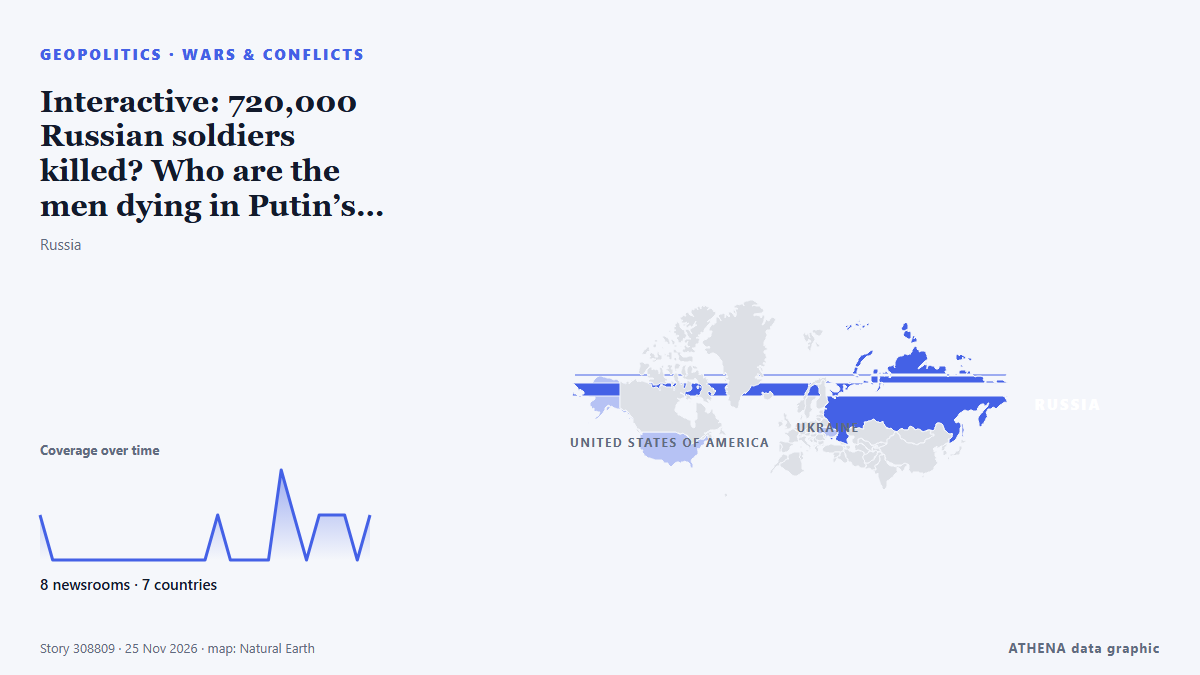 GEOPOLITICS · WARS & CONFLICTS
Interactive: 720,000
Russian soldiers
killed? Who are the
men dying in Putin’s...
Russia
RUSSIA
UKRAINE
UNITED STATES OF AMERICA
Coverage over time
8 newsrooms · 7 countries
Story 308809 · 25 Nov 2026 · map: Natural Earth
ATHENA data graphic